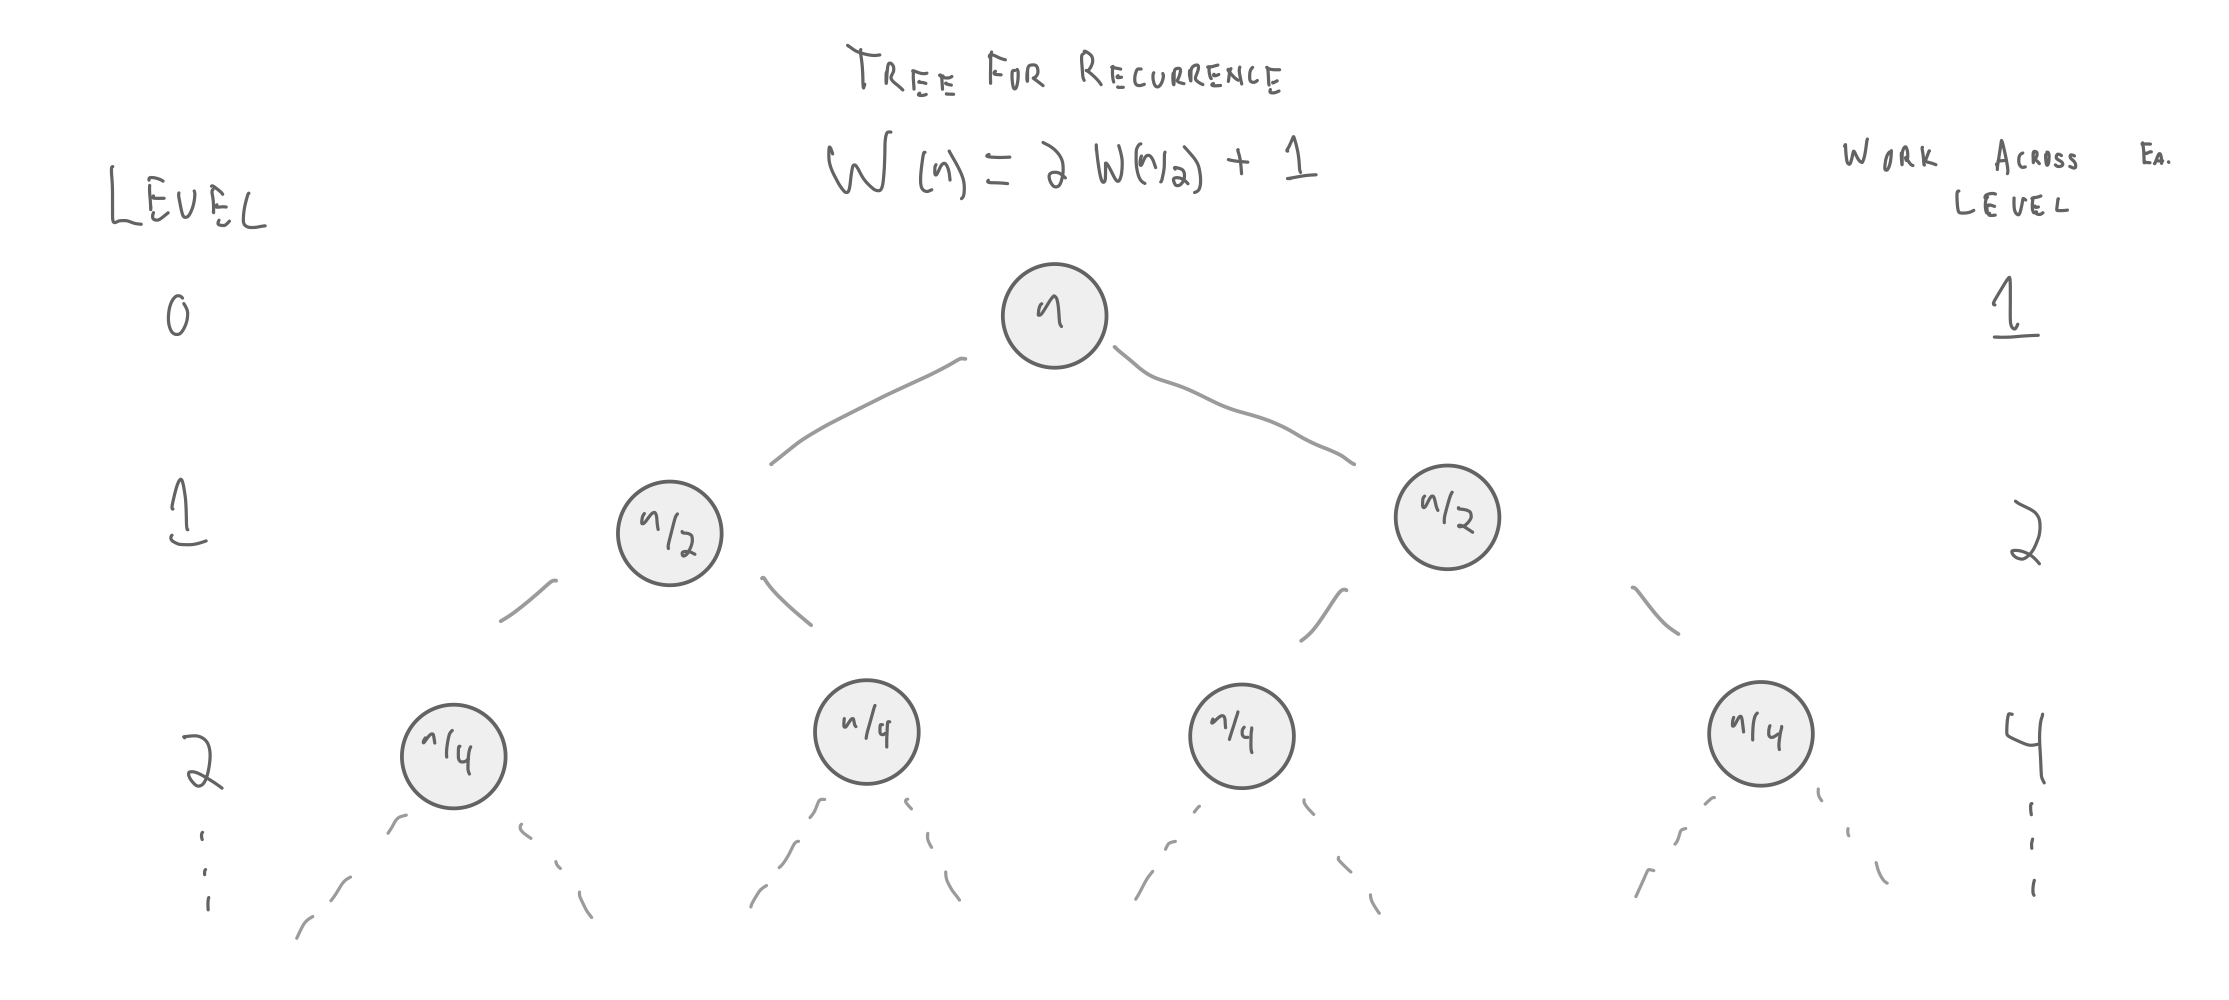 TREE FOR RECURRENCE
W(n) = 2 W(n/2) + 1
LEVEL
WORK ACROSS EA.
LEVEL
0
n
1
1
n/2
n/2
2
2
n/4
n/4
n/4
n/4
4